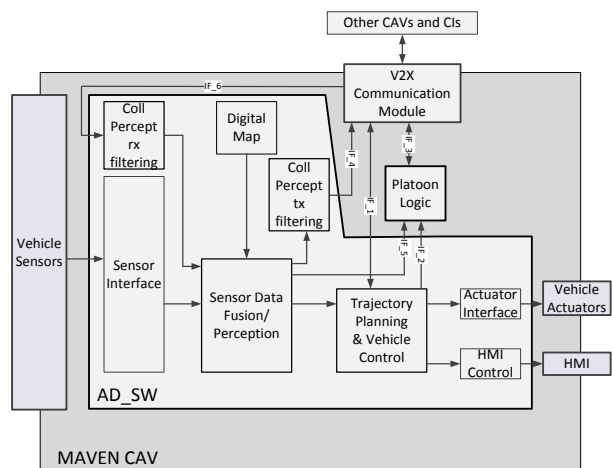 Other CAVs and CIs
V2X
Communication
Module
IF_6
Coll
Percept
rx
filtering
Digital
Map
IF_4
IF_1
IF_3
Coll
Percept
tx
filtering
Platoon
Logic
Vehicle
Sensors
Sensor
Interface
Sensor Data
Fusion/
Perception
IF_5
IF_2
Trajectory
Planning
& Vehicle
Control
Actuator
Interface
Vehicle
Actuators
HMI
Control
HMI
AD_SW
MAVEN CAV